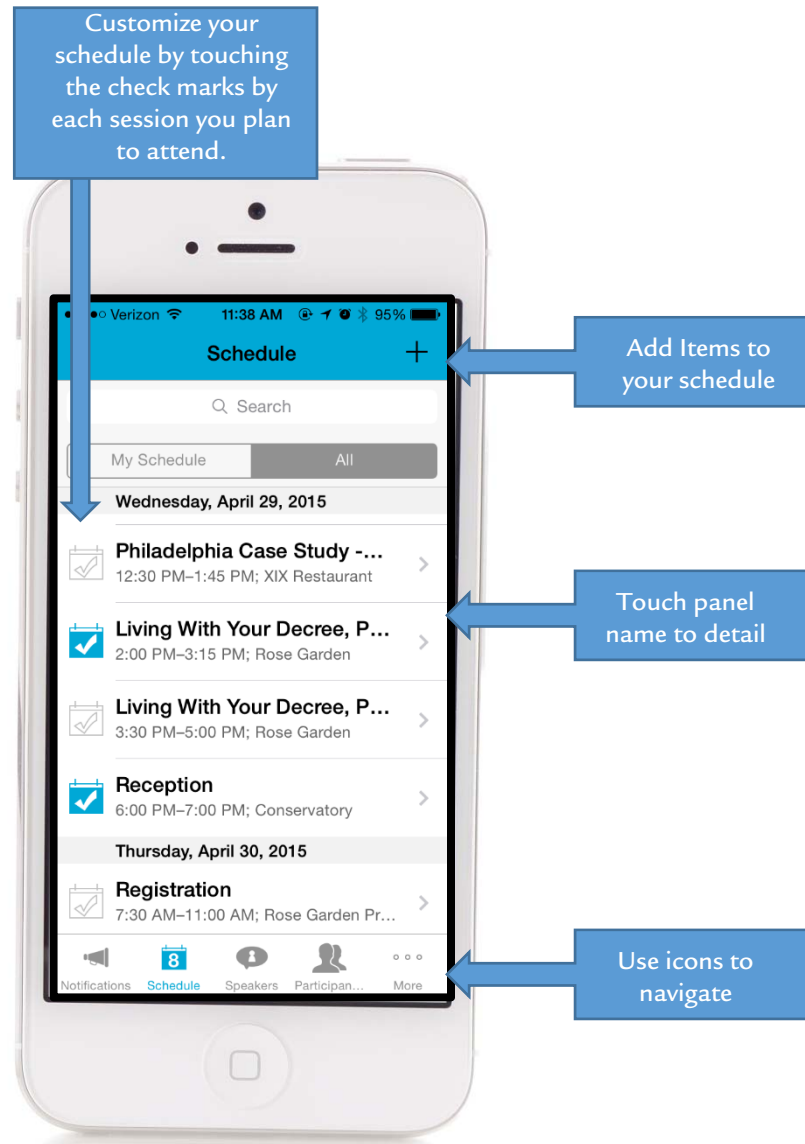 Customize your
schedule by touching
the check marks by
each session you plan
to attend.
Verizon 11:38 AM 95%
Schedule +
Search
My Schedule All
Wednesday, April 29, 2015
Philadelphia Case Study -...
12:30 PM–1:45 PM; XIX Restaurant
Living With Your Decree, P...
2:00 PM–3:15 PM; Rose Garden
Living With Your Decree, P...
3:30 PM–5:00 PM; Rose Garden
Reception
6:00 PM–7:00 PM; Conservatory
Thursday, April 30, 2015
Registration
7:30 AM–11:00 AM; Rose Garden Pr...
8
Notifications Schedule Speakers Participan... More
Add Items to
your schedule
Touch panel
name to detail
Use icons to
navigate